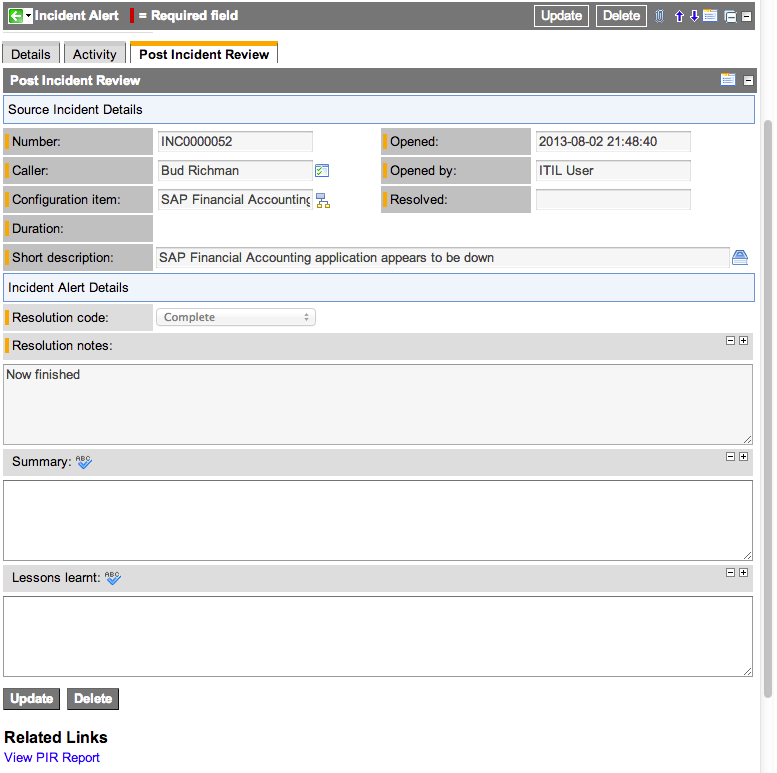 Incident Alert = Required field Update Delete
Details Activity Post Incident Review
Post Incident Review
Source Incident Details
Number: INC0000052 Opened: 2013-08-02 21:48:40
Caller: Bud Richman Opened by: ITIL User
Configuration item: SAP Financial Accounting Resolved:
Duration:
Short description: SAP Financial Accounting application appears to be down
Incident Alert Details
Resolution code: Complete
Resolution notes:
Now finished
Summary: ABC
Lessons learnt: ABC
Update Delete
Related Links
View PIR Report